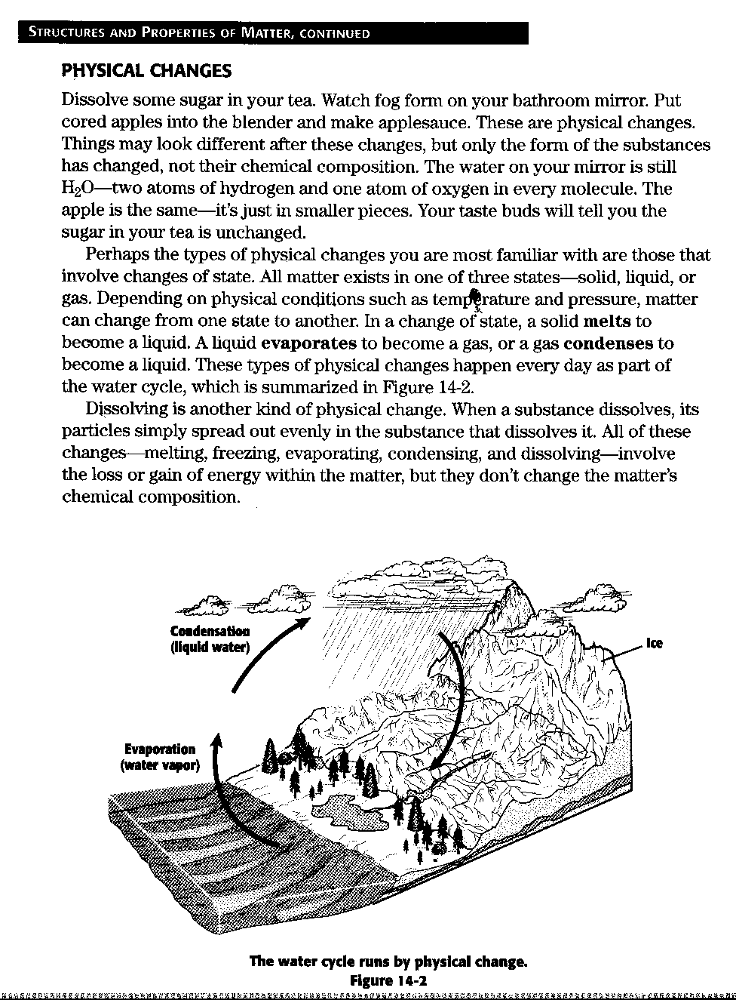 STRUCTURES AND PROPERTIES OF MATTER, CONTINUED
PHYSICAL CHANGES
Dissolve some sugar in your tea. Watch fog form on your bathroom mirror. Put
cored apples into the blender and make applesauce. These are physical changes.
Things may look different after these changes, but only the form of the substances
has changed, not their chemical composition. The water on your mirror is still
H₂O—two atoms of hydrogen and one atom of oxygen in every molecule. The
apple is the same—it's just in smaller pieces. Your taste buds will tell you the
sugar in your tea is unchanged.
Perhaps the types of physical changes you are most familiar with are those that
involve changes of state. All matter exists in one of three states—solid, liquid, or
gas. Depending on physical conditions such as temperature and pressure, matter
can change from one state to another. In a change of state, a solid melts to
become a liquid. A liquid evaporates to become a gas, or a gas condenses to
become a liquid. These types of physical changes happen every day as part of
the water cycle, which is summarized in Figure 14-2.
Dissolving is another kind of physical change. When a substance dissolves, its
particles simply spread out evenly in the substance that dissolves it. All of these
changes—melting, freezing, evaporating, condensing, and dissolving—involve
the loss or gain of energy within the matter, but they don't change the matter's
chemical composition.
Condensation
(liquid water)
Ice
Evaporation
(water vapor)
The water cycle runs by physical change.
Figure 14-2